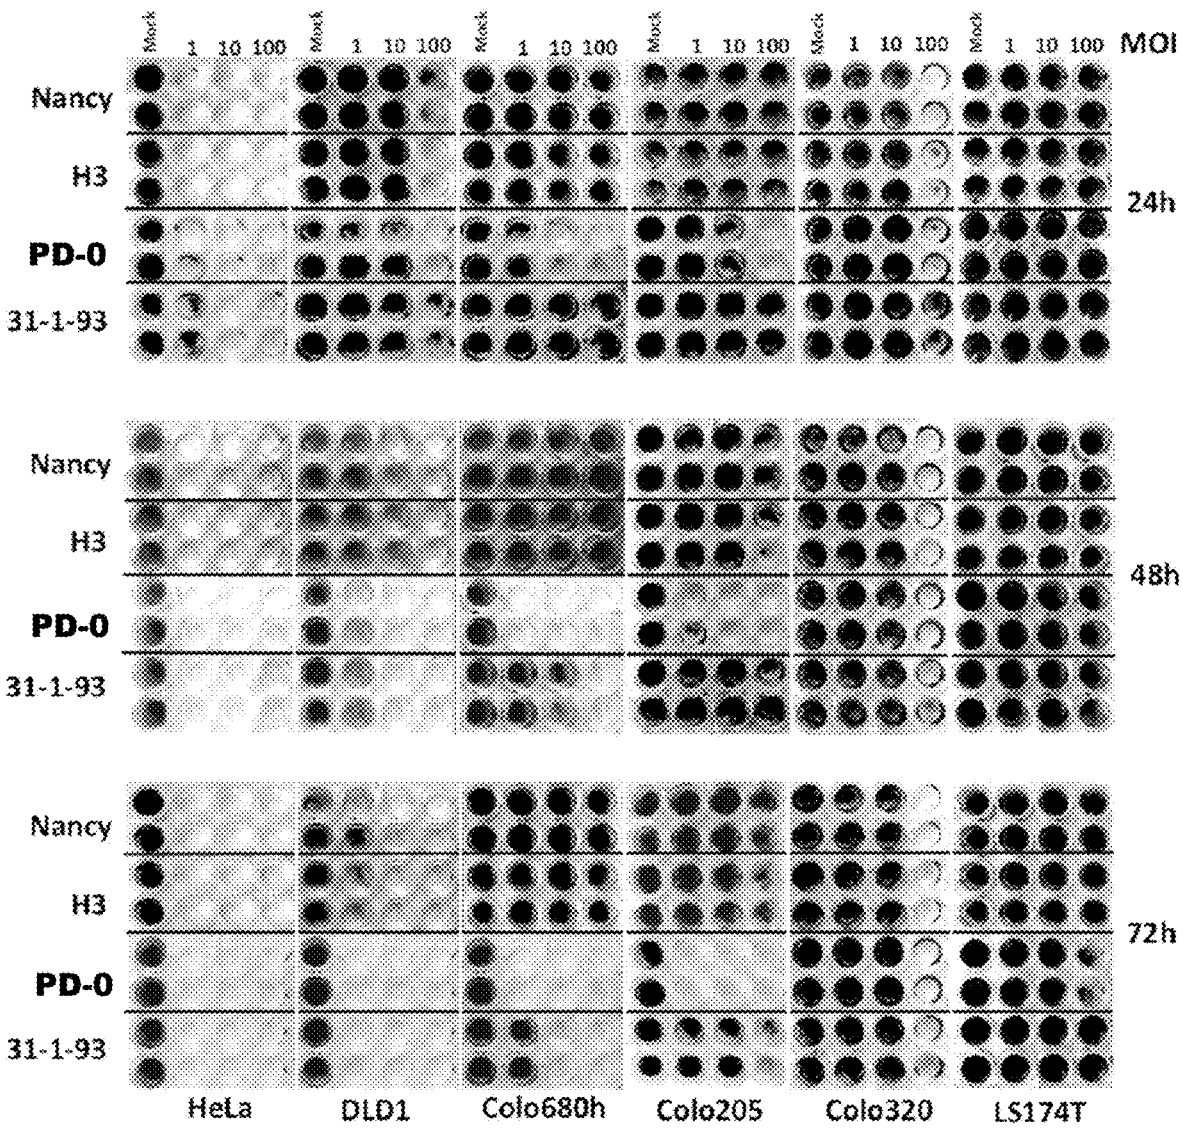 Mock 1 10 100 Mock 1 10 100 Mock 1 10 100 Mock 1 10 100 Mock 1 10 100 Mock 1 10 100 MOI
Nancy
H3
24h
PD-0
31-1-93
Nancy
H3
48h
PD-0
31-1-93
Nancy
H3
72h
PD-0
31-1-93
HeLa DLD1 Colo680h Colo205 Colo320 LS174T